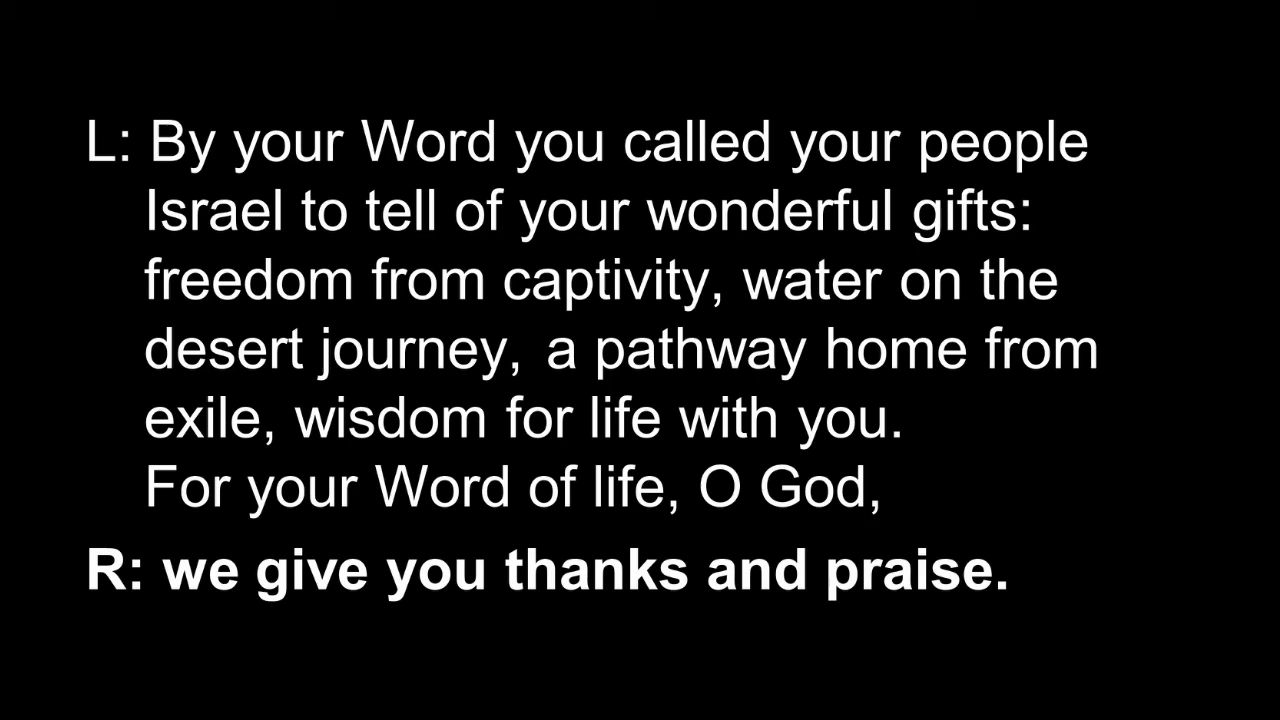 L: By your Word you called your people
Israel to tell of your wonderful gifts:
freedom from captivity, water on the
desert journey, a pathway home from
exile, wisdom for life with you.
For your Word of life, O God,
R: we give you thanks and praise.